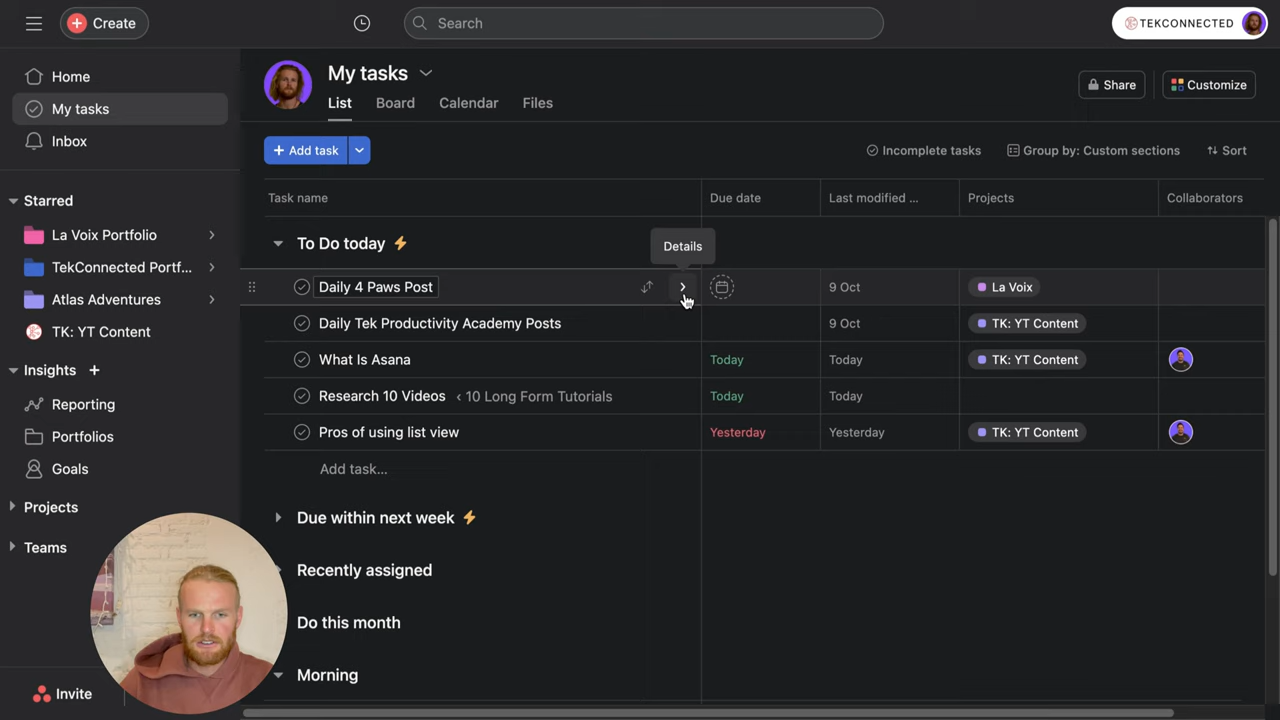 Create
Search
TEKCONNECTED
Home
My tasks
Inbox
Starred
La Voix Portfolio
TekConnected Portf...
Atlas Adventures
TK: YT Content
Insights
Reporting
Portfolios
Goals
Projects
Teams
Invite
My tasks
List Board Calendar Files
Share
Customize
Add task
Incomplete tasks
Group by: Custom sections
Sort
Task name Due date Last modified ... Projects Collaborators
To Do today
Details
Daily 4 Paws Post 9 Oct La Voix
Daily Tek Productivity Academy Posts 9 Oct TK: YT Content
What Is Asana Today Today TK: YT Content
Research 10 Videos ‹ 10 Long Form Tutorials Today Today
Pros of using list view Yesterday Yesterday TK: YT Content
Add task...
Due within next week
Recently assigned
Do this month
Morning